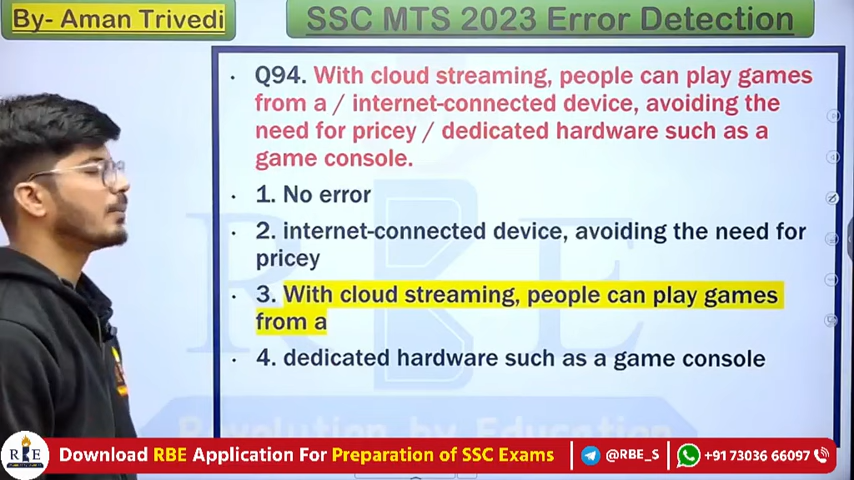 By- Aman Trivedi
SSC MTS 2023 Error Detection
Q94. With cloud streaming, people can play games
from a / internet-connected device, avoiding the
need for pricey / dedicated hardware such as a
game console.
1. No error
2. internet-connected device, avoiding the need for
pricey
3. With cloud streaming, people can play games
from a
4. dedicated hardware such as a game console
RBE
Revolution by Education
RBE
Download RBE Application For Preparation of SSC Exams
@RBE_S
+91 73036 66097